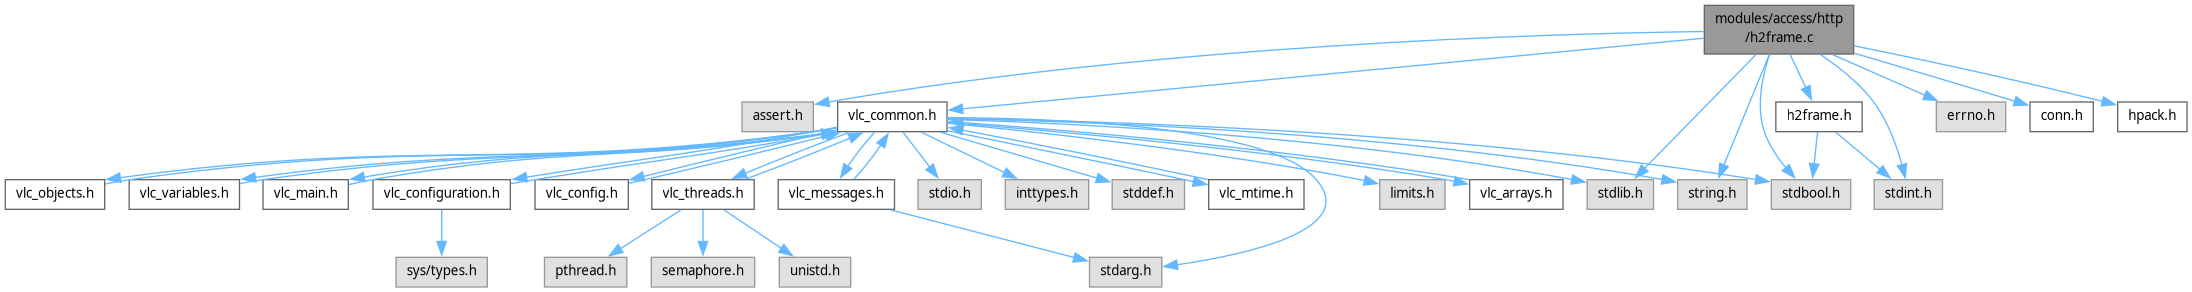 modules/access/http
/h2frame.c
assert.h
vlc_common.h
h2frame.h
errno.h
conn.h
hpack.h
vlc_objects.h
vlc_variables.h
vlc_main.h
vlc_configuration.h
vlc_config.h
vlc_threads.h
vlc_messages.h
stdio.h
inttypes.h
stddef.h
vlc_mtime.h
limits.h
vlc_arrays.h
stdlib.h
string.h
stdbool.h
stdint.h
sys/types.h
pthread.h
semaphore.h
unistd.h
stdarg.h